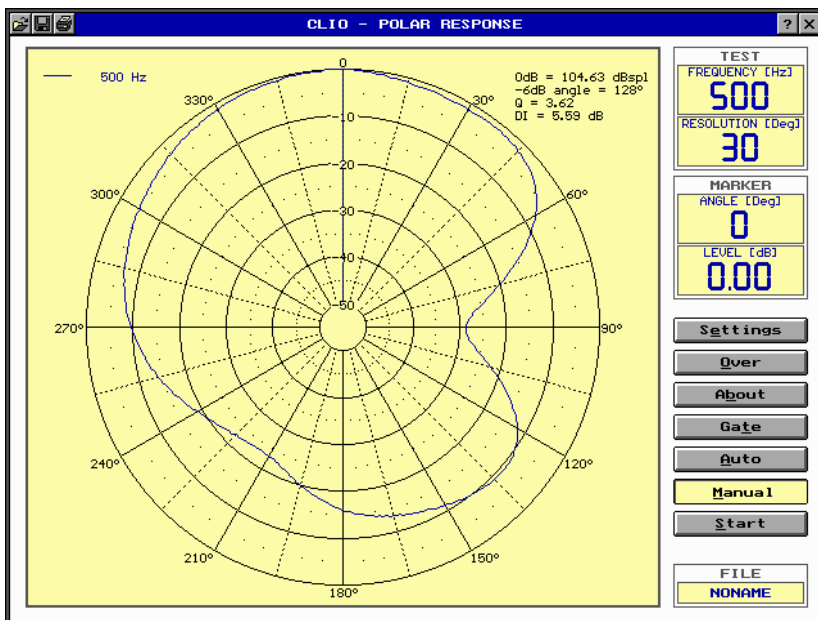 CLIO - POLAR RESPONSE
? ×
500 Hz
0dB = 104.63 dBspl
-6dB angle = 128°
Q = 3.62
DI = 5.59 dB
0
330°
30°
-10
-20
300°
60°
-30
-40
-50
270°
90°
240°
120°
210°
150°
180°
TEST
FREQUENCY [Hz]
500
RESOLUTION [Deg]
30
MARKER
ANGLE [Deg]
0
LEVEL [dB]
0.00
Settings
Over
About
Gate
Auto
Manual
Start
FILE
NONAME